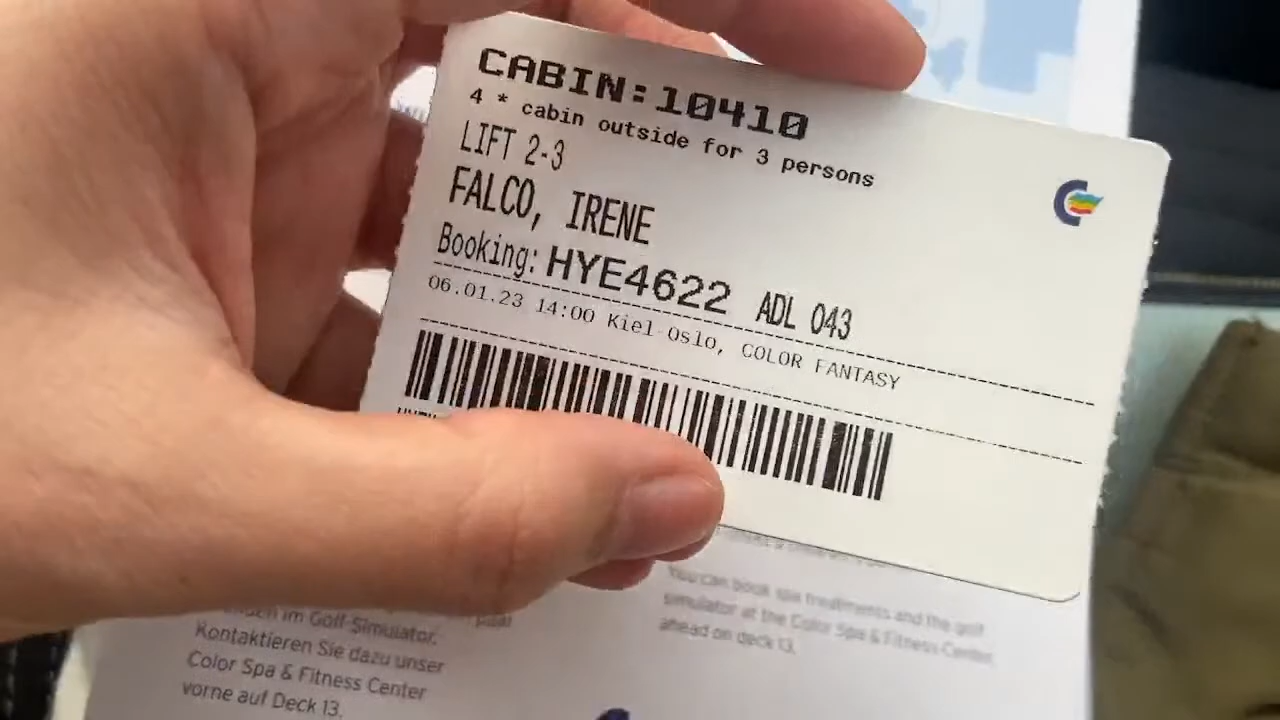 CABIN:10410
4 * cabin outside for 3 persons
LIFT 2-3
FALCO, IRENE
Booking: HYE4622 ADL 043
06.01.23 14:00 Kiel-Oslo, COLOR FANTASY
im Golf-Simulator.
Kontaktieren Sie dazu unser
Color Spa & Fitness Center
vorne auf Deck 13.
You can book spa treatments and the golf
simulator at the Color Spa & Fitness Center,
ahead on deck 13.